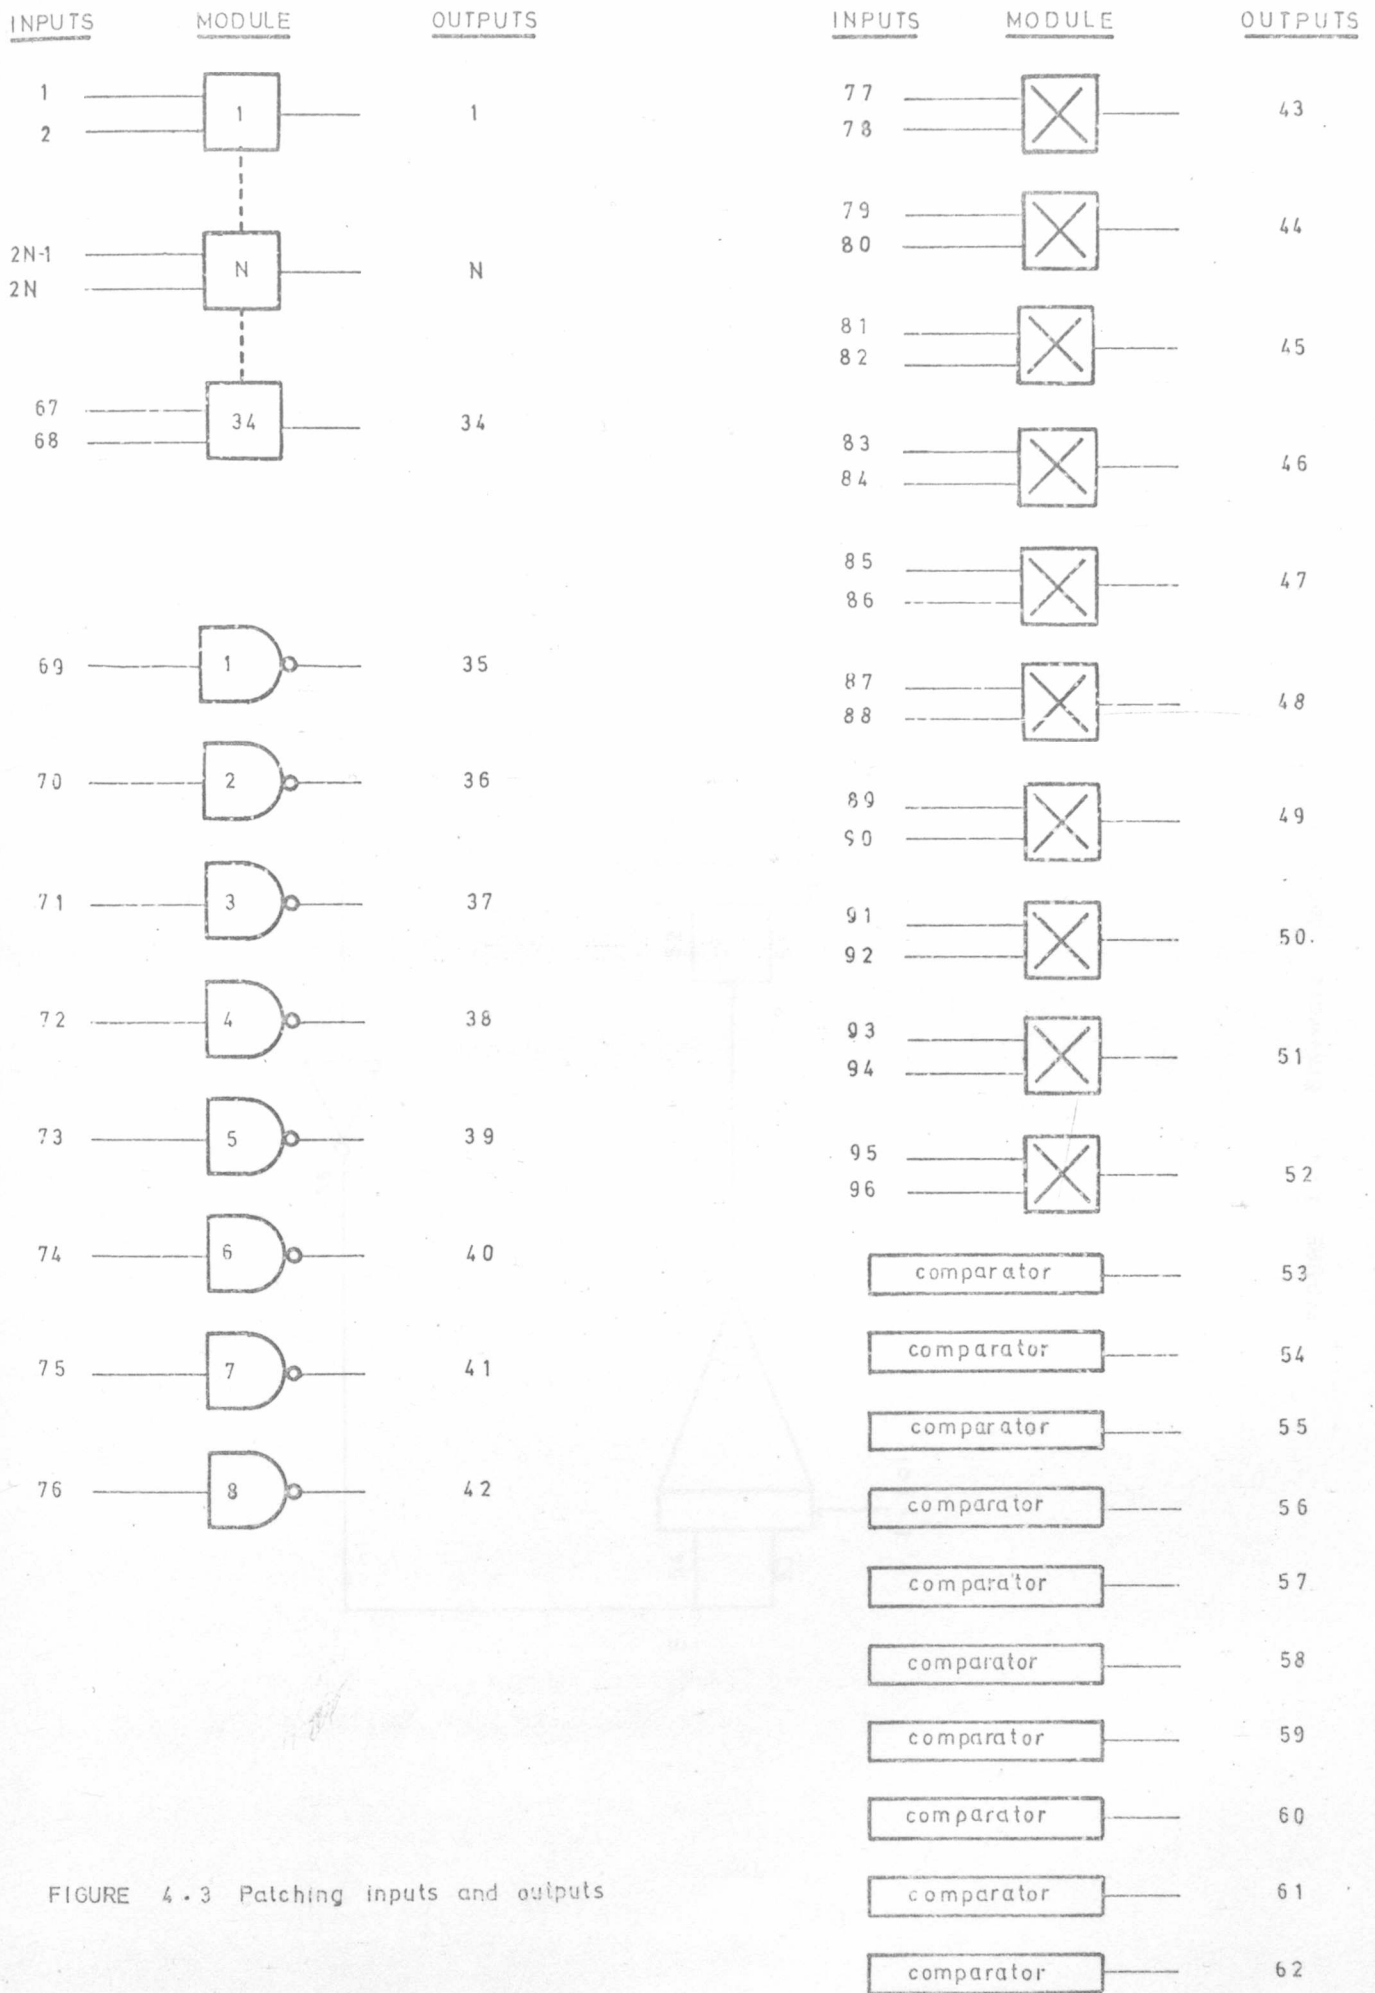 INPUTS MODULE OUTPUTS
1
1 1
2
2N-1
N N
2N
67
34 34
68
69 1 35
70 2 36
71 3 37
72 4 38
73 5 39
74 6 40
75 7 41
76 8 42
INPUTS MODULE OUTPUTS
77
43
78
79
44
80
81
45
82
83
46
84
85
47
86
87
48
88
89
49
90
91
50.
92
93
51
94
95
52
96
comparator 53
comparator 54
comparator 55
comparator 56
comparator 57
comparator 58
comparator 59
comparator 60
comparator 61
comparator 62
FIGURE 4.3 Patching inputs and outputs